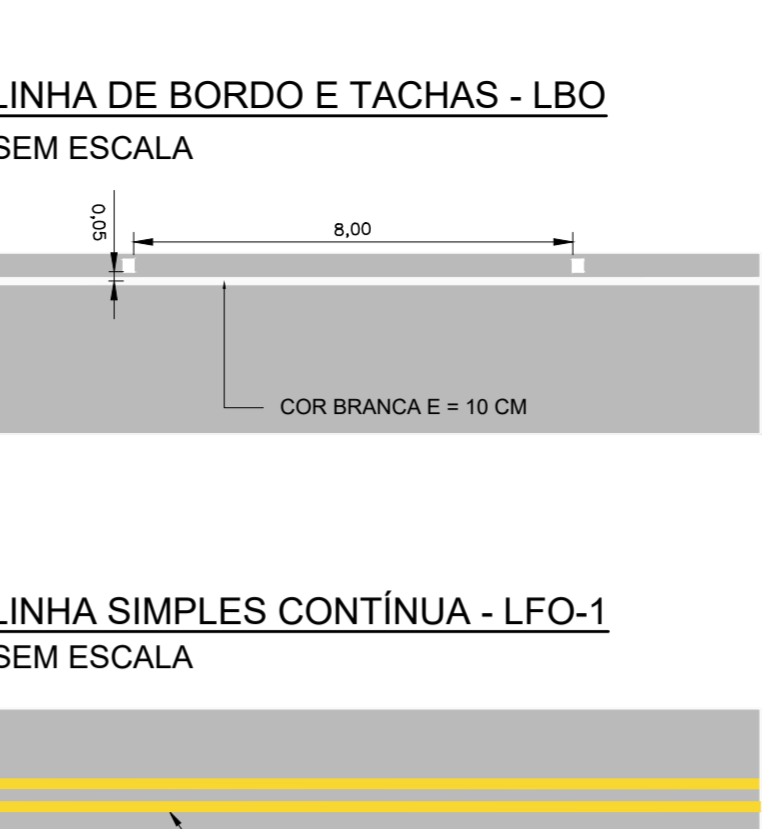 LINHA DE BORDO E TACHAS - LBO
SEM ESCALA
0,05
8,00
COR BRANCA E = 10 CM
LINHA SIMPLES CONTÍNUA - LFO-1
SEM ESCALA